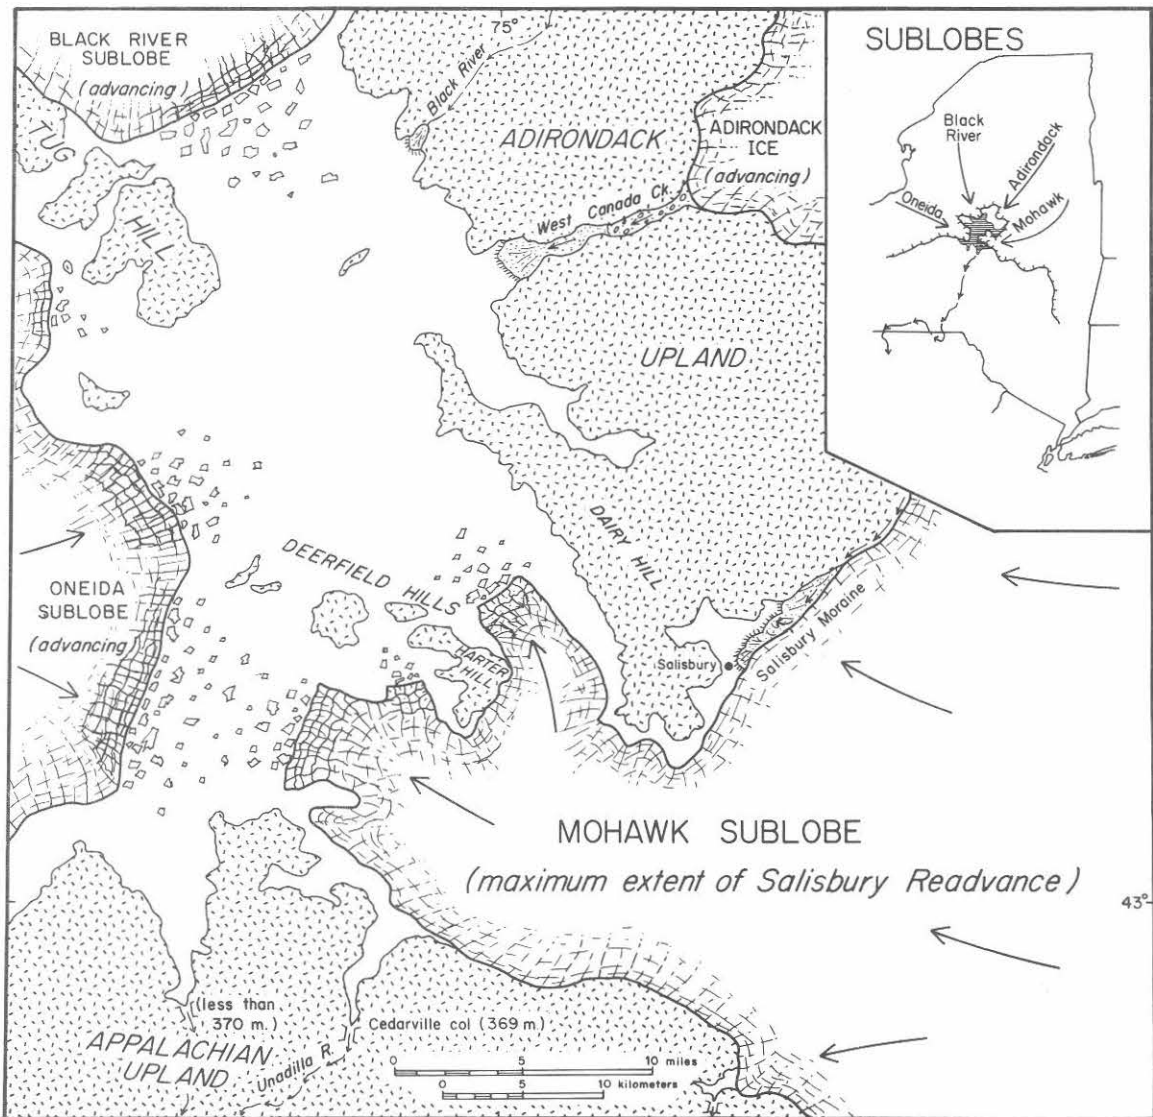 BLACK RIVER
SUBLOBE
(advancing)
75°
Black River
TUG
HILL
ADIRONDACK
ADIRONDACK
ICE
(advancing)
West Canada Ck.
UPLAND
SUBLOBES
Black
River
Adirondack
Oneida
Mohawk
DAIRY HILL
DEERFIELD
HILLS
HARTER
HILL
ONEIDA
SUBLOBE
(advancing)
Salisbury
Salisbury Moraine
MOHAWK SUBLOBE
(maximum extent of Salisbury Readvance)
43°
(less than
370 m.)
Cedarville col (369 m.)
APPALACHIAN
UPLAND
Unadilla R.
0 5 10 miles
0 5 10 kilometers